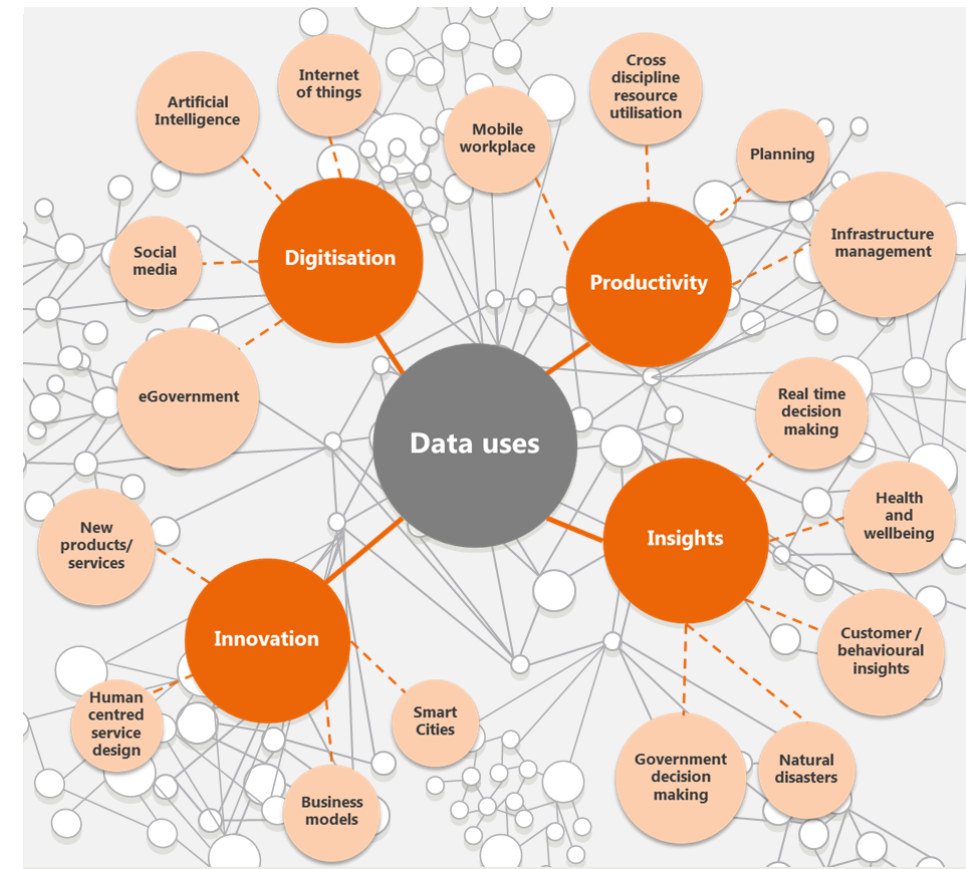 Data uses
Digitisation
Artificial
Intelligence
Internet
of things
Social
media
eGovernment
Productivity
Mobile
workplace
Cross
discipline
resource
utilisation
Planning
Infrastructure
management
Insights
Real time
decision
making
Health
and
wellbeing
Customer /
behavioural
insights
Natural
disasters
Government
decision
making
Innovation
New
products/
services
Human
centred
service
design
Business
models
Smart
Cities